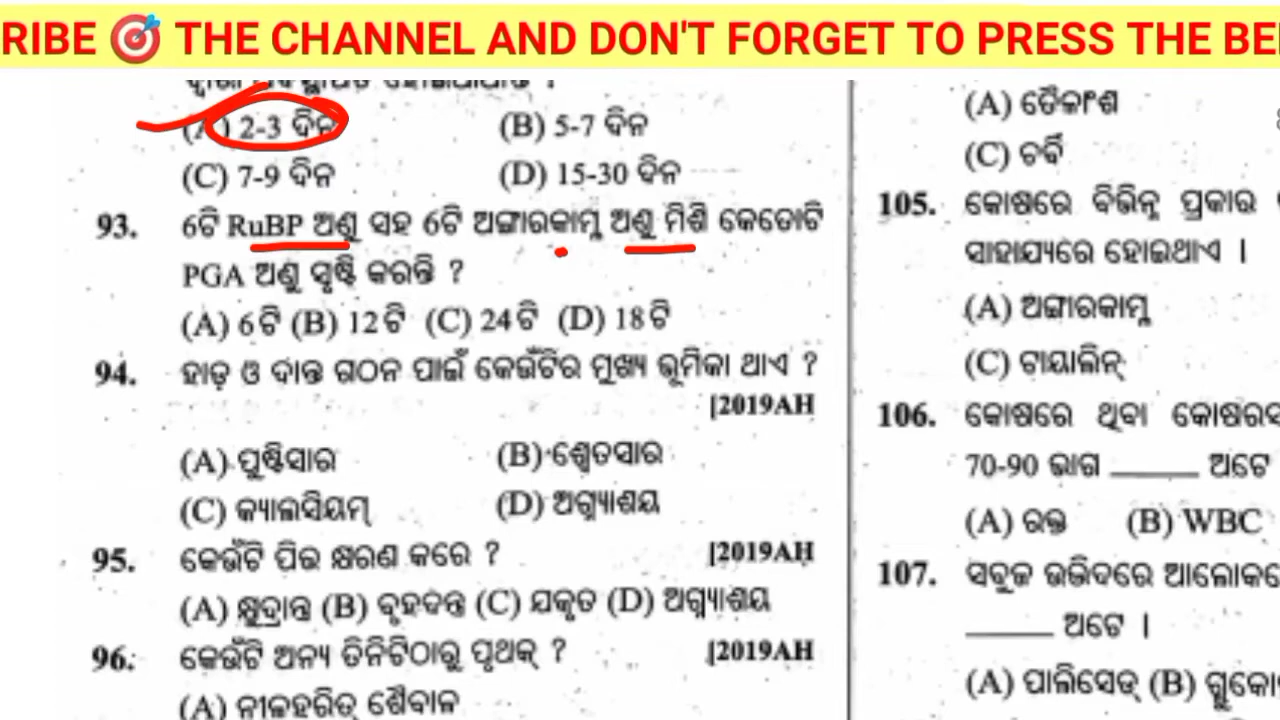 RIBE 🎯 THE CHANNEL AND DON'T FORGET TO PRESS THE BE
(A) 2-3 ଦିନ (B) 5-7 ଦିନ
(C) 7-9 ଦିନ (D) 15-30 ଦିନ
93. 6ଟି RuBP ଅଣୁ ସହ 6ଟି ଅଙ୍ଗାରକାମ୍ଳ ଅଣୁ ମିଶି କେତୋଟି
PGA ଅଣୁ ସୃଷ୍ଟି କରନ୍ତି ?
(A) 6ଟି (B) 12ଟି (C) 24ଟି (D) 18ଟି
94. ହାଡ଼ ଓ ଦାନ୍ତ ଗଠନ ପାଇଁ କେଉଁଟିର ମୁଖ୍ୟ ଭୂମିକା ଥାଏ ?
[2019AH
(A) ପୁଷ୍ଟିସାର (B) ଶ୍ୱେତସାର
(C) କ୍ୟାଲସିୟମ୍ (D) ଅଗ୍ନ୍ୟାଶୟ
95. କେଉଁଟି ପିତ୍ତ କ୍ଷରଣ କରେ ? [2019AH
(A) କ୍ଷୁଦ୍ରାନ୍ତ (B) ବୃହଦନ୍ତ (C) ଯକୃତ (D) ଅଗ୍ନ୍ୟାଶୟ
96. କେଉଁଟି ଅନ୍ୟ ତିନିଟିଠାରୁ ପୃଥକ୍ ? [2019AH
(A) ନୀଳହରିତ୍ ଶୈବାଳ
(A) ତୈଳାଂଶ
(C) ଚର୍ବି
105. କୋଷରେ ବିଭିନ୍ନ ପ୍ରକାର
ସାହାଯ୍ୟରେ ହୋଇଥାଏ ।
(A) ଅଙ୍ଗାରକାମ୍ଳ
(C) ଟାୟାଲିନ୍
106. କୋଷରେ ଥିବା କୋଷରସ
70-90 ଭାଗ ______ ଅଟେ
(A) ରକ୍ତ (B) WBC
107. ସବୁଜ ଉଦ୍ଭିଦରେ ଆଲୋକ
______ ଅଟେ ।
(A) ପାଲିସେଡ୍ (B) ଗ୍ଲୁକୋ